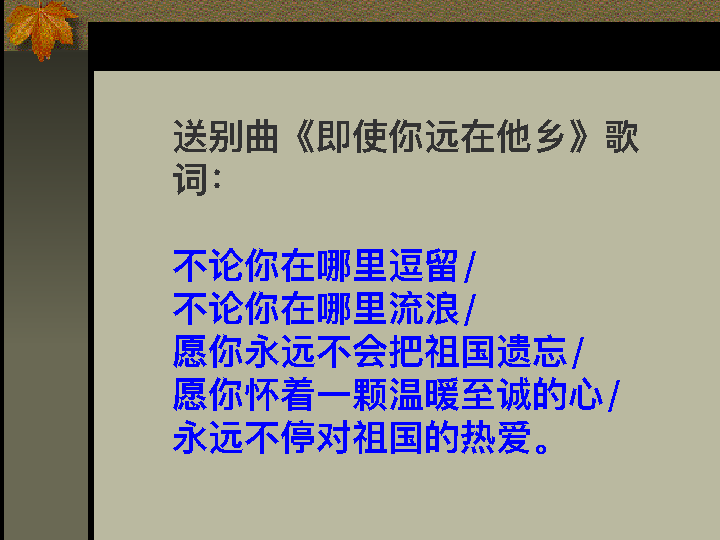 送别曲《即使你远在他乡》歌
词：
不论你在哪里逗留/
不论你在哪里流浪/
愿你永远不会把祖国遗忘/
愿你怀着一颗温暖至诚的心/
永远不停对祖国的热爱。